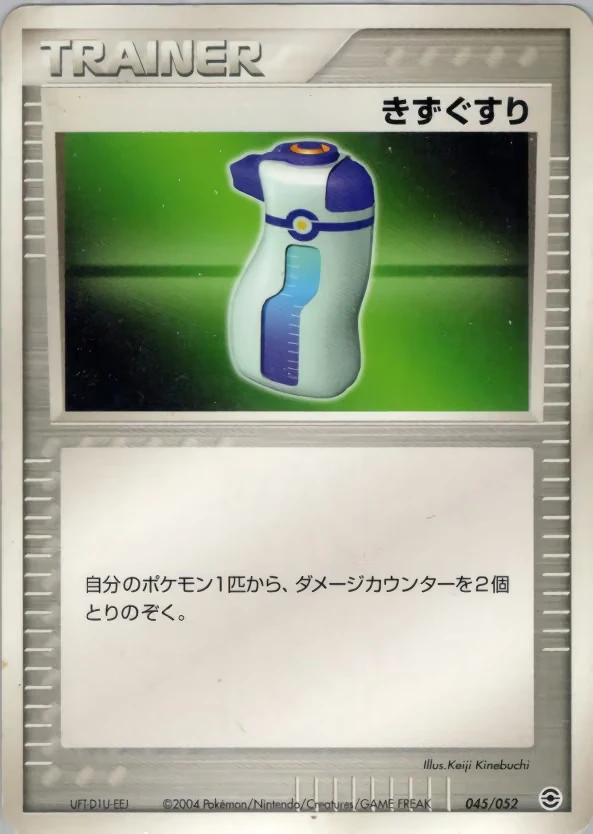 TRAINER
きずぐすり
自分のポケモン1匹から、ダメージカウンターを2個
とりのぞく。
Illus.Keiji Kinebuchi
UFT-D1U-EEJ ©2004 Pokémon/Nintendo/Creatures/GAME FREAK 045/052